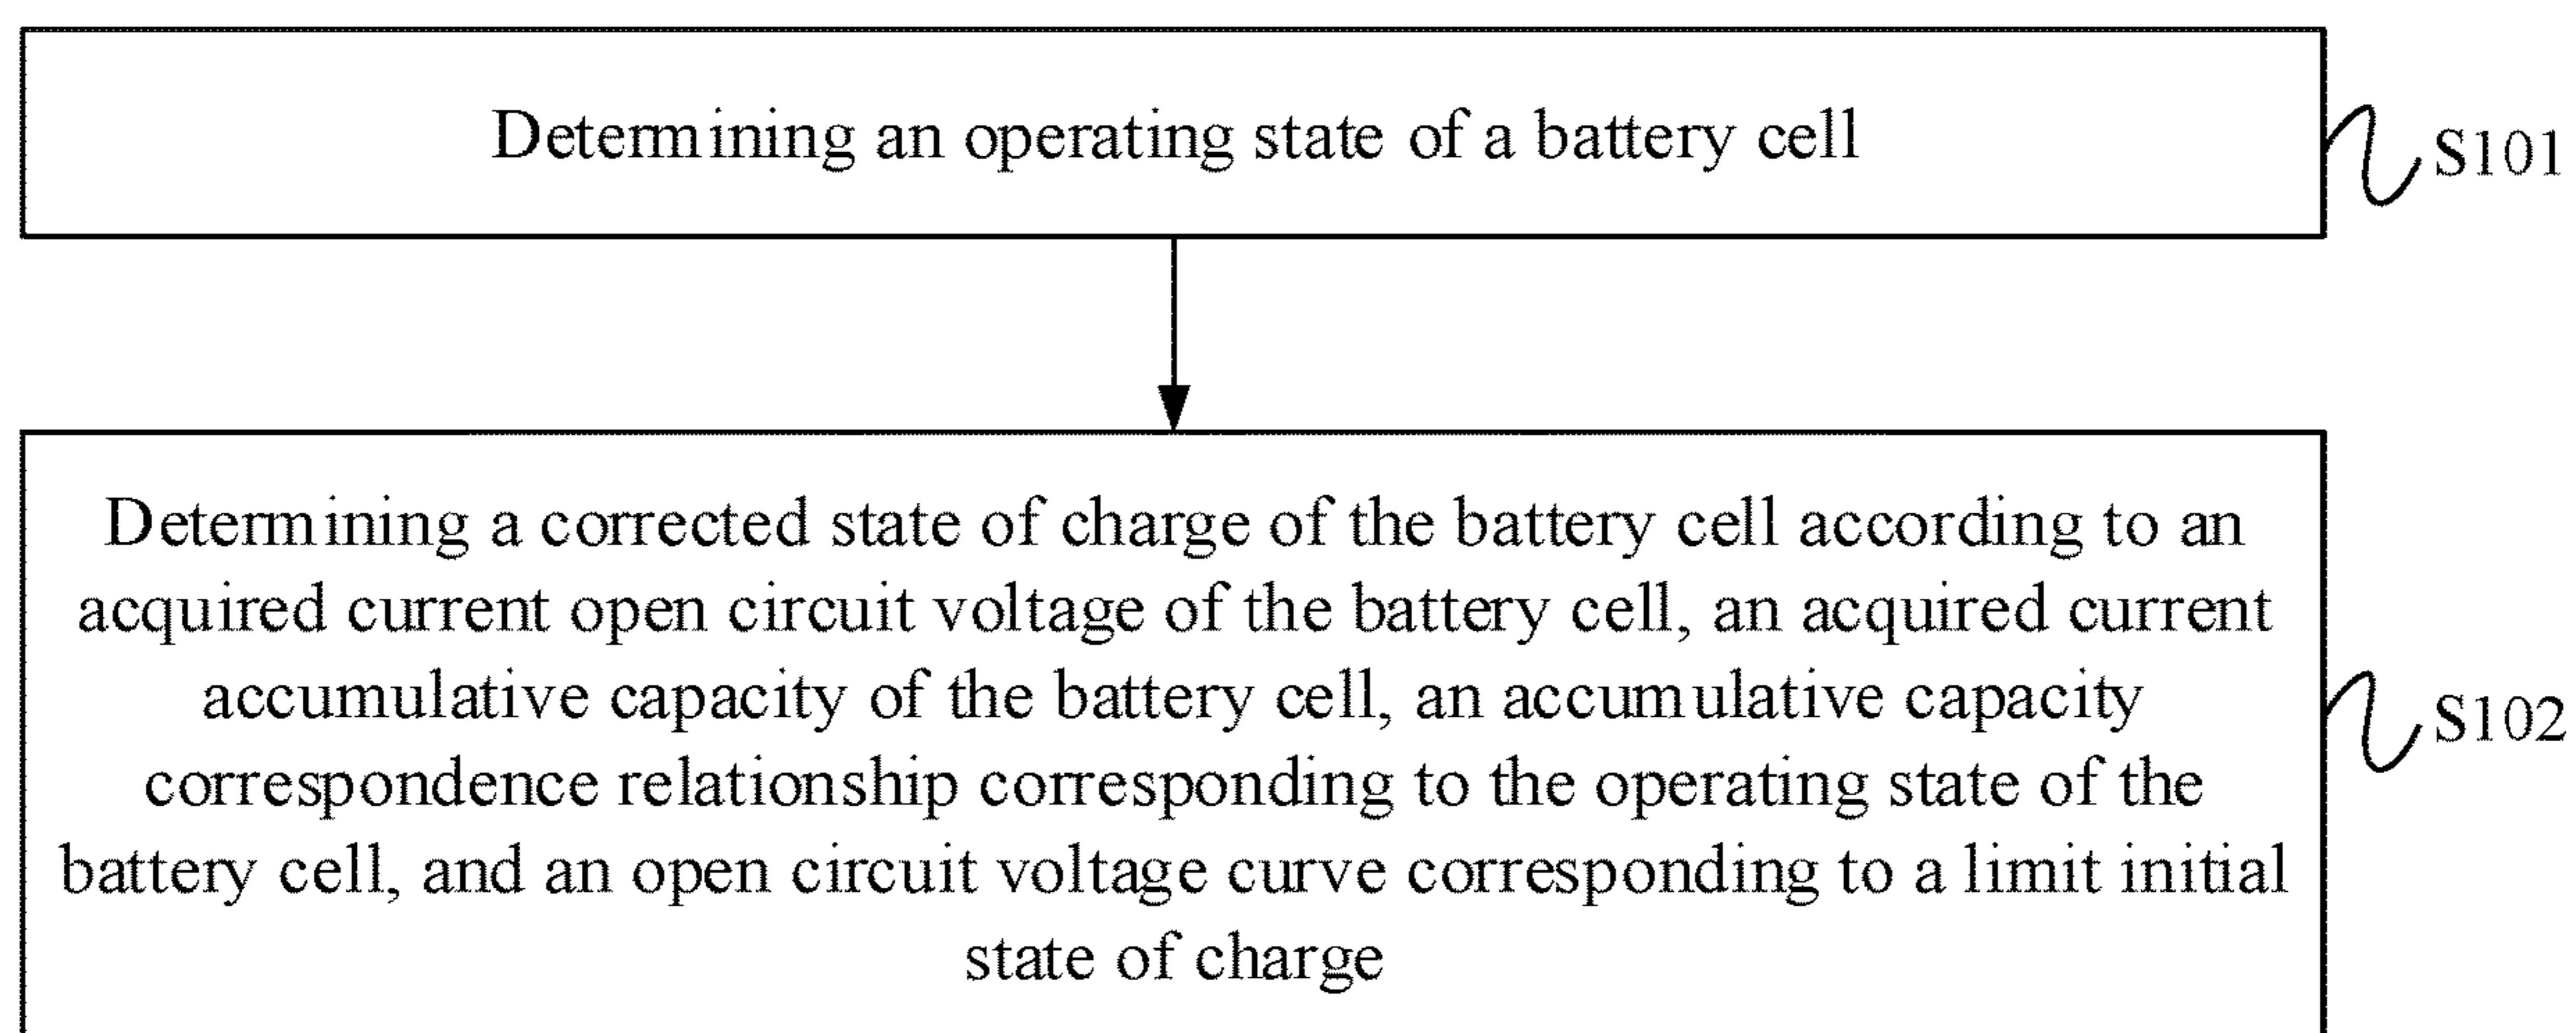 Determining an operating state of a battery cell
S101
Determining a corrected state of charge of the battery cell according to an
acquired current open circuit voltage of the battery cell, an acquired current
accumulative capacity of the battery cell, an accumulative capacity
correspondence relationship corresponding to the operating state of the
battery cell, and an open circuit voltage curve corresponding to a limit initial
state of charge
S102